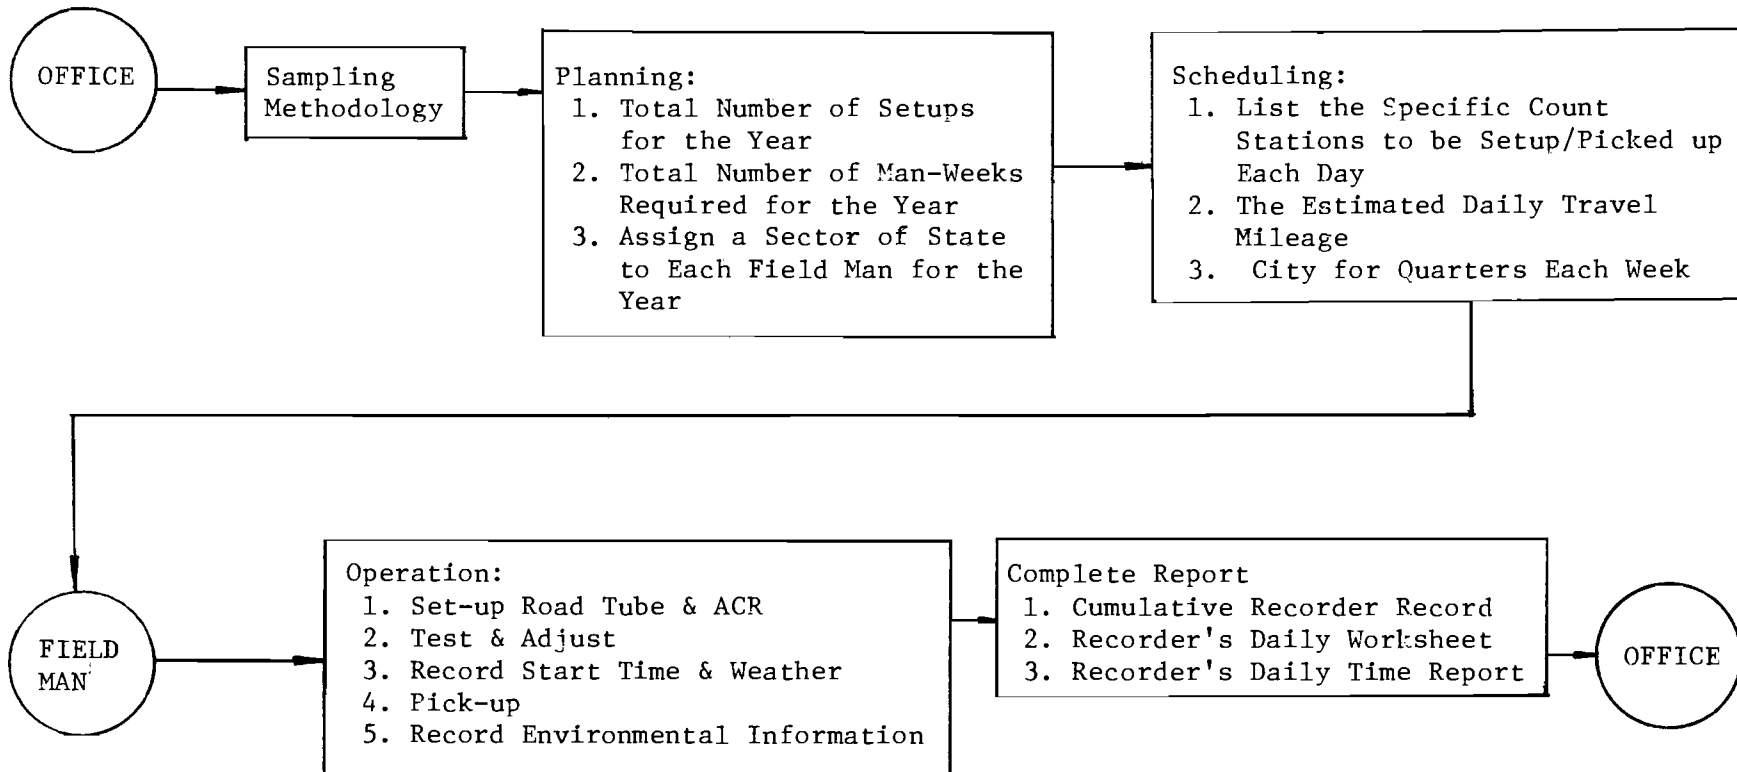 OFFICE
Sampling
Methodology
Planning:
1. Total Number of Setups
for the Year
2. Total Number of Man-Weeks
Required for the Year
3. Assign a Sector of State
to Each Field Man for the
Year
Scheduling:
1. List the Specific Count
Stations to be Setup/Picked up
Each Day
2. The Estimated Daily Travel
Mileage
3. City for Quarters Each Week
FIELD
MAN
Operation:
1. Set-up Road Tube & ACR
2. Test & Adjust
3. Record Start Time & Weather
4. Pick-up
5. Record Environmental Information
Complete Report
1. Cumulative Recorder Record
2. Recorder's Daily Worksheet
3. Recorder's Daily Time Report
OFFICE